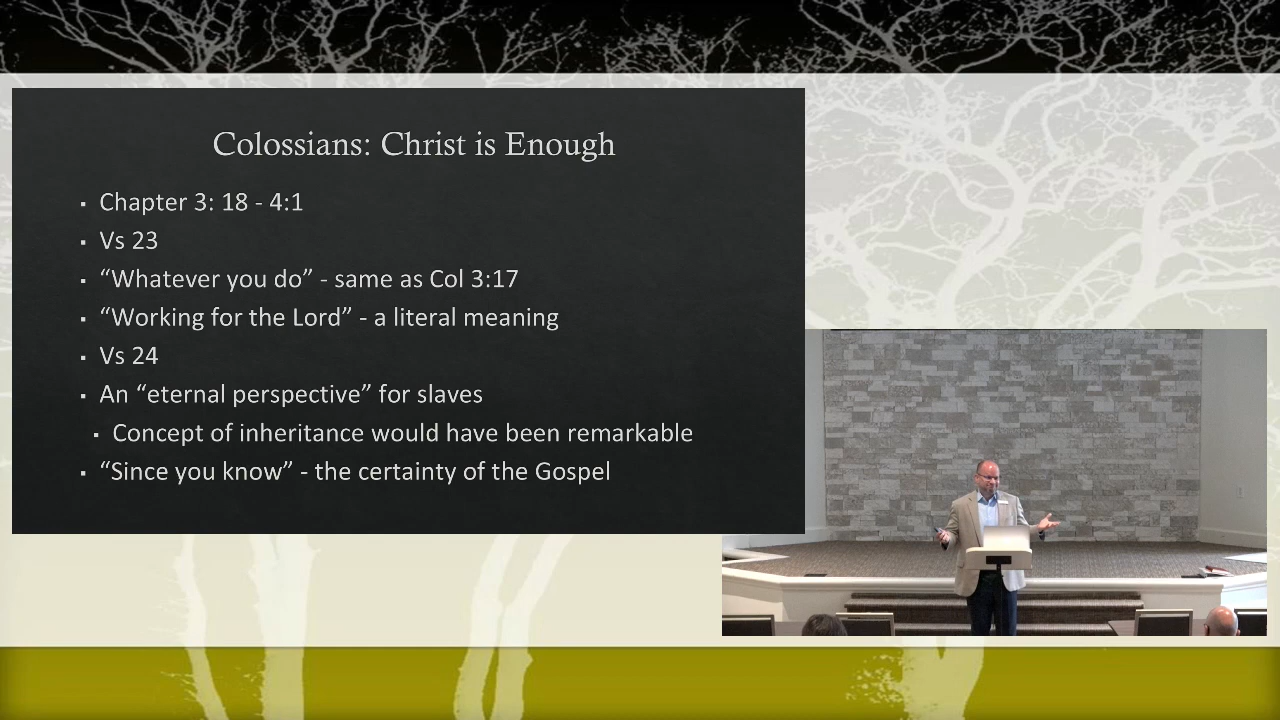 Colossians: Christ is Enough
▪ Chapter 3: 18 - 4:1
▪ Vs 23
▪ “Whatever you do” - same as Col 3:17
▪ “Working for the Lord” - a literal meaning
▪ Vs 24
▪ An “eternal perspective” for slaves
▪ Concept of inheritance would have been remarkable
▪ “Since you know” - the certainty of the Gospel